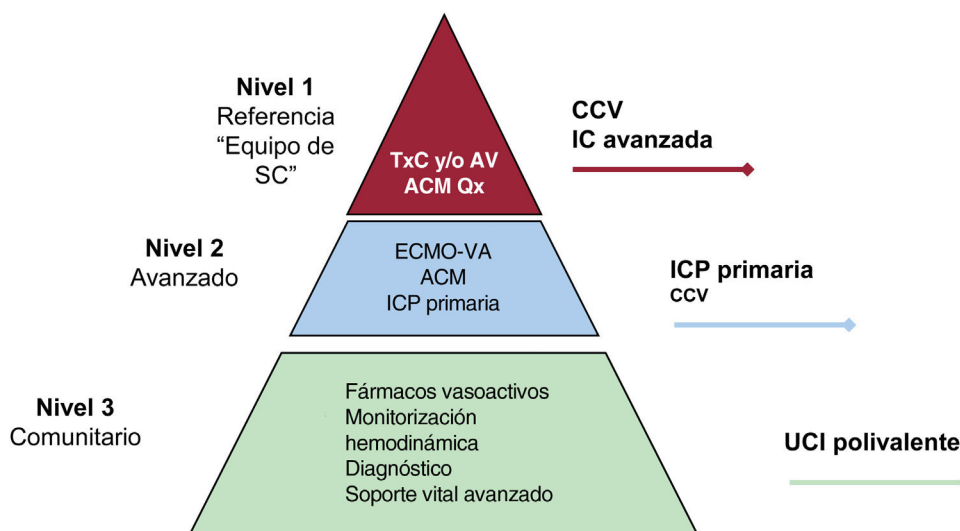 Nivel 1
Referencia
“Equipo de
SC”
TxC y/o AV
ACM Qx
CCV
IC avanzada
Nivel 2
Avanzado
ECMO-VA
ACM
ICP primaria
ICP primaria
CCV
Nivel 3
Comunitario
Fármacos vasoactivos
Monitorización
hemodinámica
Diagnóstico
Soporte vital avanzado
UCI polivalente